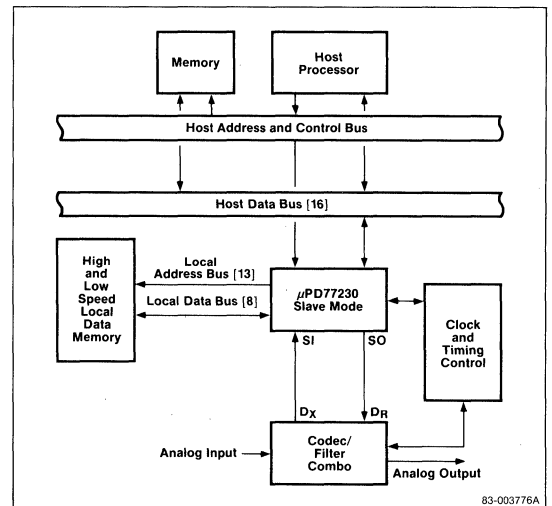 Memory
Host
Processor
Host Address and Control Bus
Host Data Bus [16]
High
and
Low
Speed
Local
Data
Memory
Local
Address Bus [13]
Local Data Bus [8]
μPD77230
Slave Mode
SI
SO
Clock
and
Timing
Control
DX
DR
Codec/
Filter
Combo
Analog Input
Analog Output
83-003776A